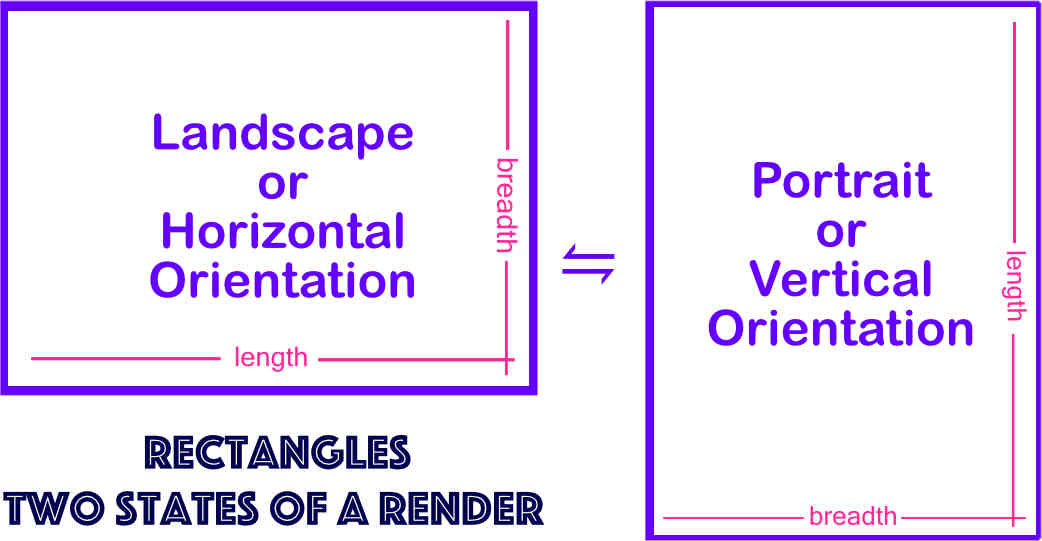 Landscape
or
Horizontal
Orientation
breadth
length
Portrait
or
Vertical
Orientation
length
breadth
RECTANGLES
TWO STATES OF A RENDER